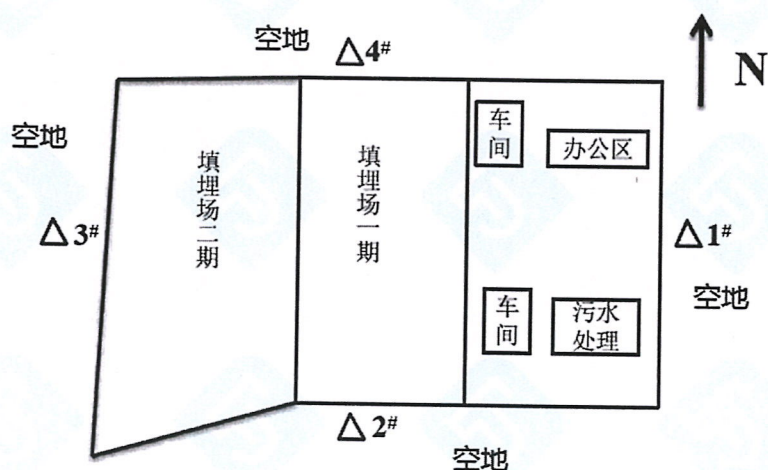 空地
△4#
N
空地
车
间
办公区
填埋场二期
填埋场一期
△3#
△1#
空地
车
间
污水
处理
△2#
空地